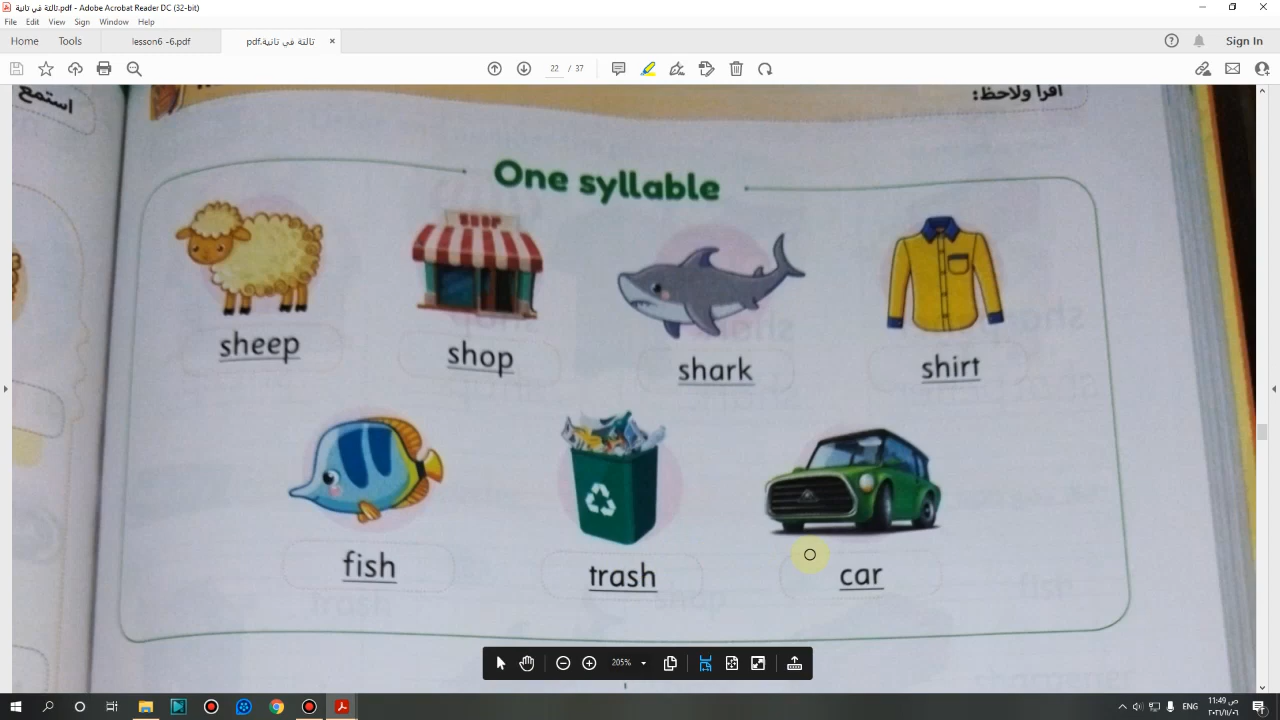 تالتة في تانية.pdf - Adobe Acrobat Reader DC (32-bit)
File Edit View Sign Window Help
Home Tools lesson6 -6.pdf تالتة في تانية.pdf × Sign In
22 / 37
استمع
اقرأ ولاحظ:
One syllable
SHOP
sheep shop shark shirt
fish trash car
205%
ENG
11:49 ص